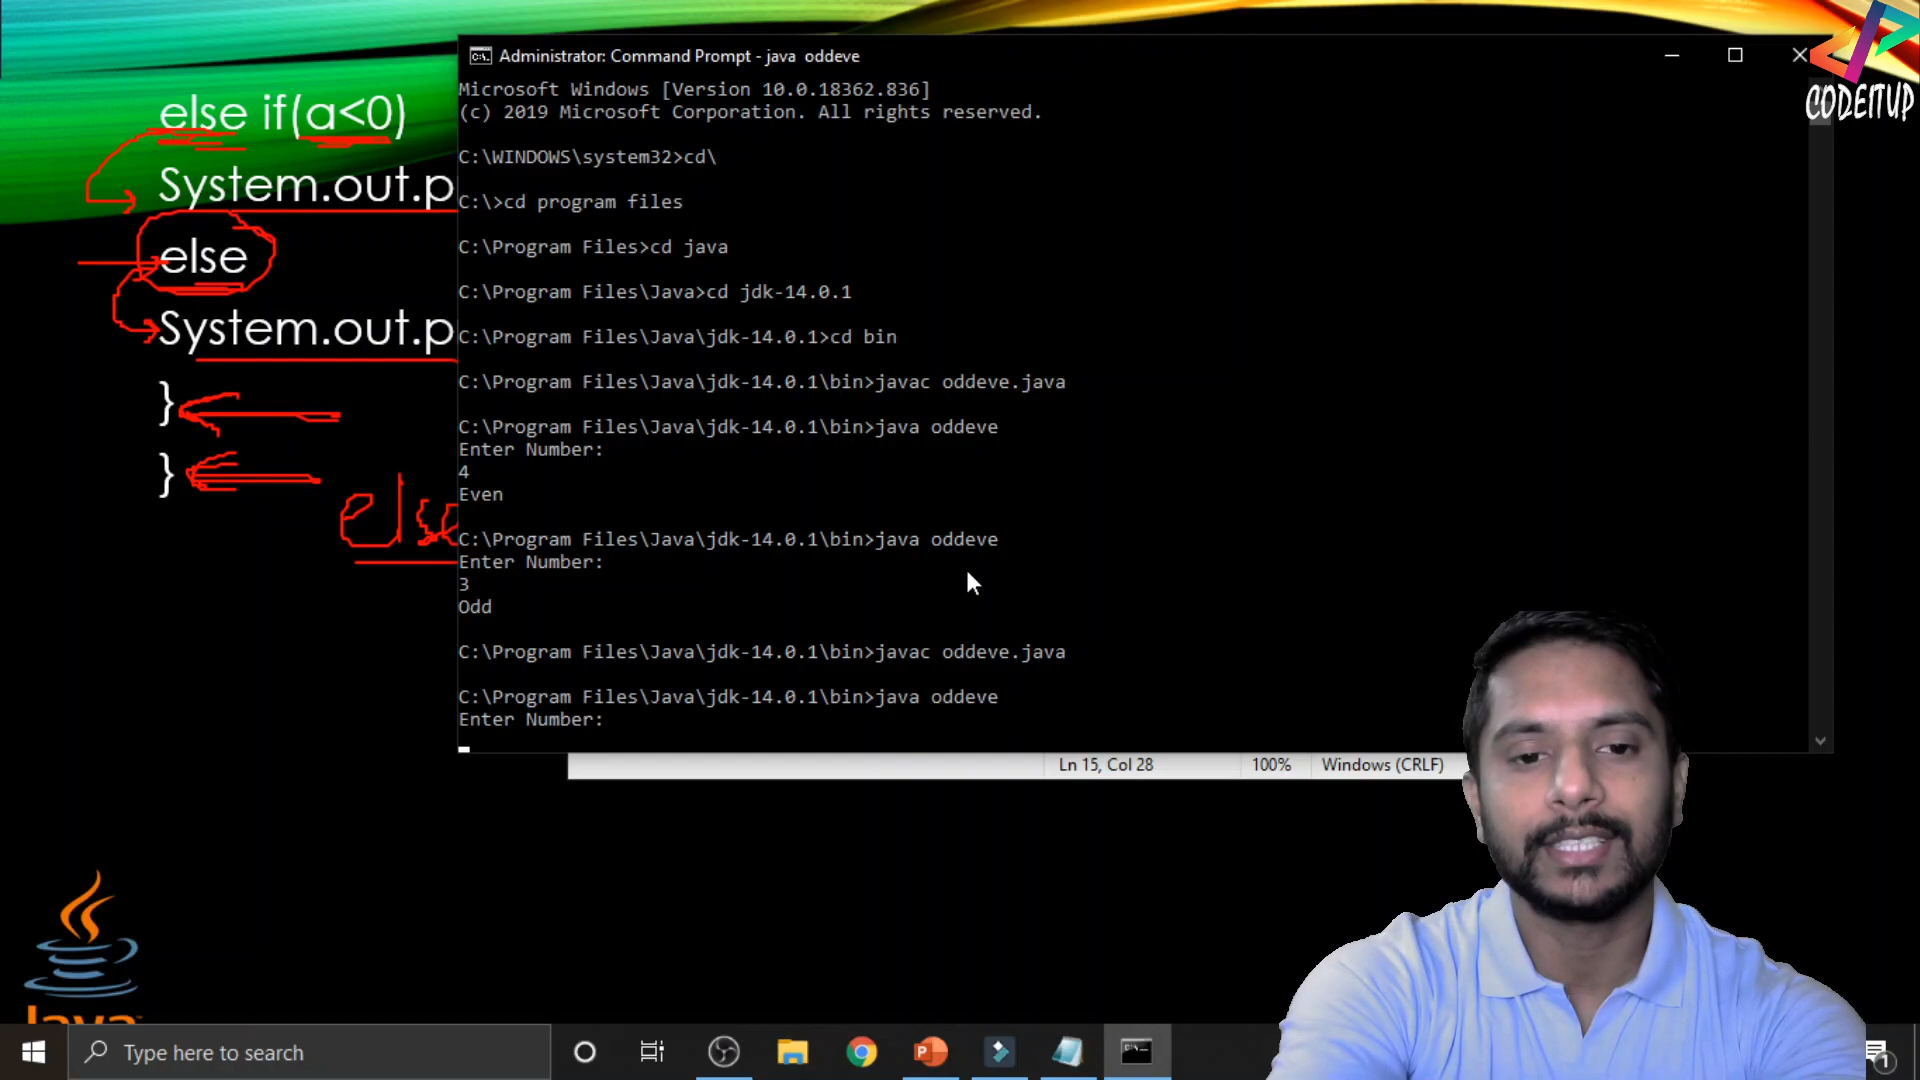 Administrator: Command Prompt - java  oddeve
Microsoft Windows [Version 10.0.18362.836]
(c) 2019 Microsoft Corporation. All rights reserved.
C:\WINDOWS\system32>cd\
C:\>cd program files
C:\Program Files>cd java
C:\Program Files\Java>cd jdk-14.0.1
C:\Program Files\Java\jdk-14.0.1>cd bin
C:\Program Files\Java\jdk-14.0.1\bin>javac oddeve.java
C:\Program Files\Java\jdk-14.0.1\bin>java oddeve
Enter Number:
4
Even
C:\Program Files\Java\jdk-14.0.1\bin>java oddeve
Enter Number:
3
Odd
C:\Program Files\Java\jdk-14.0.1\bin>javac oddeve.java
C:\Program Files\Java\jdk-14.0.1\bin>java oddeve
Enter Number:
else if(a<0)
System.out.p
else
System.out.p
}
}
else
CODEITUP
Ln 15, Col 28
100%
Windows (CRLF)
Java
Type here to search
1